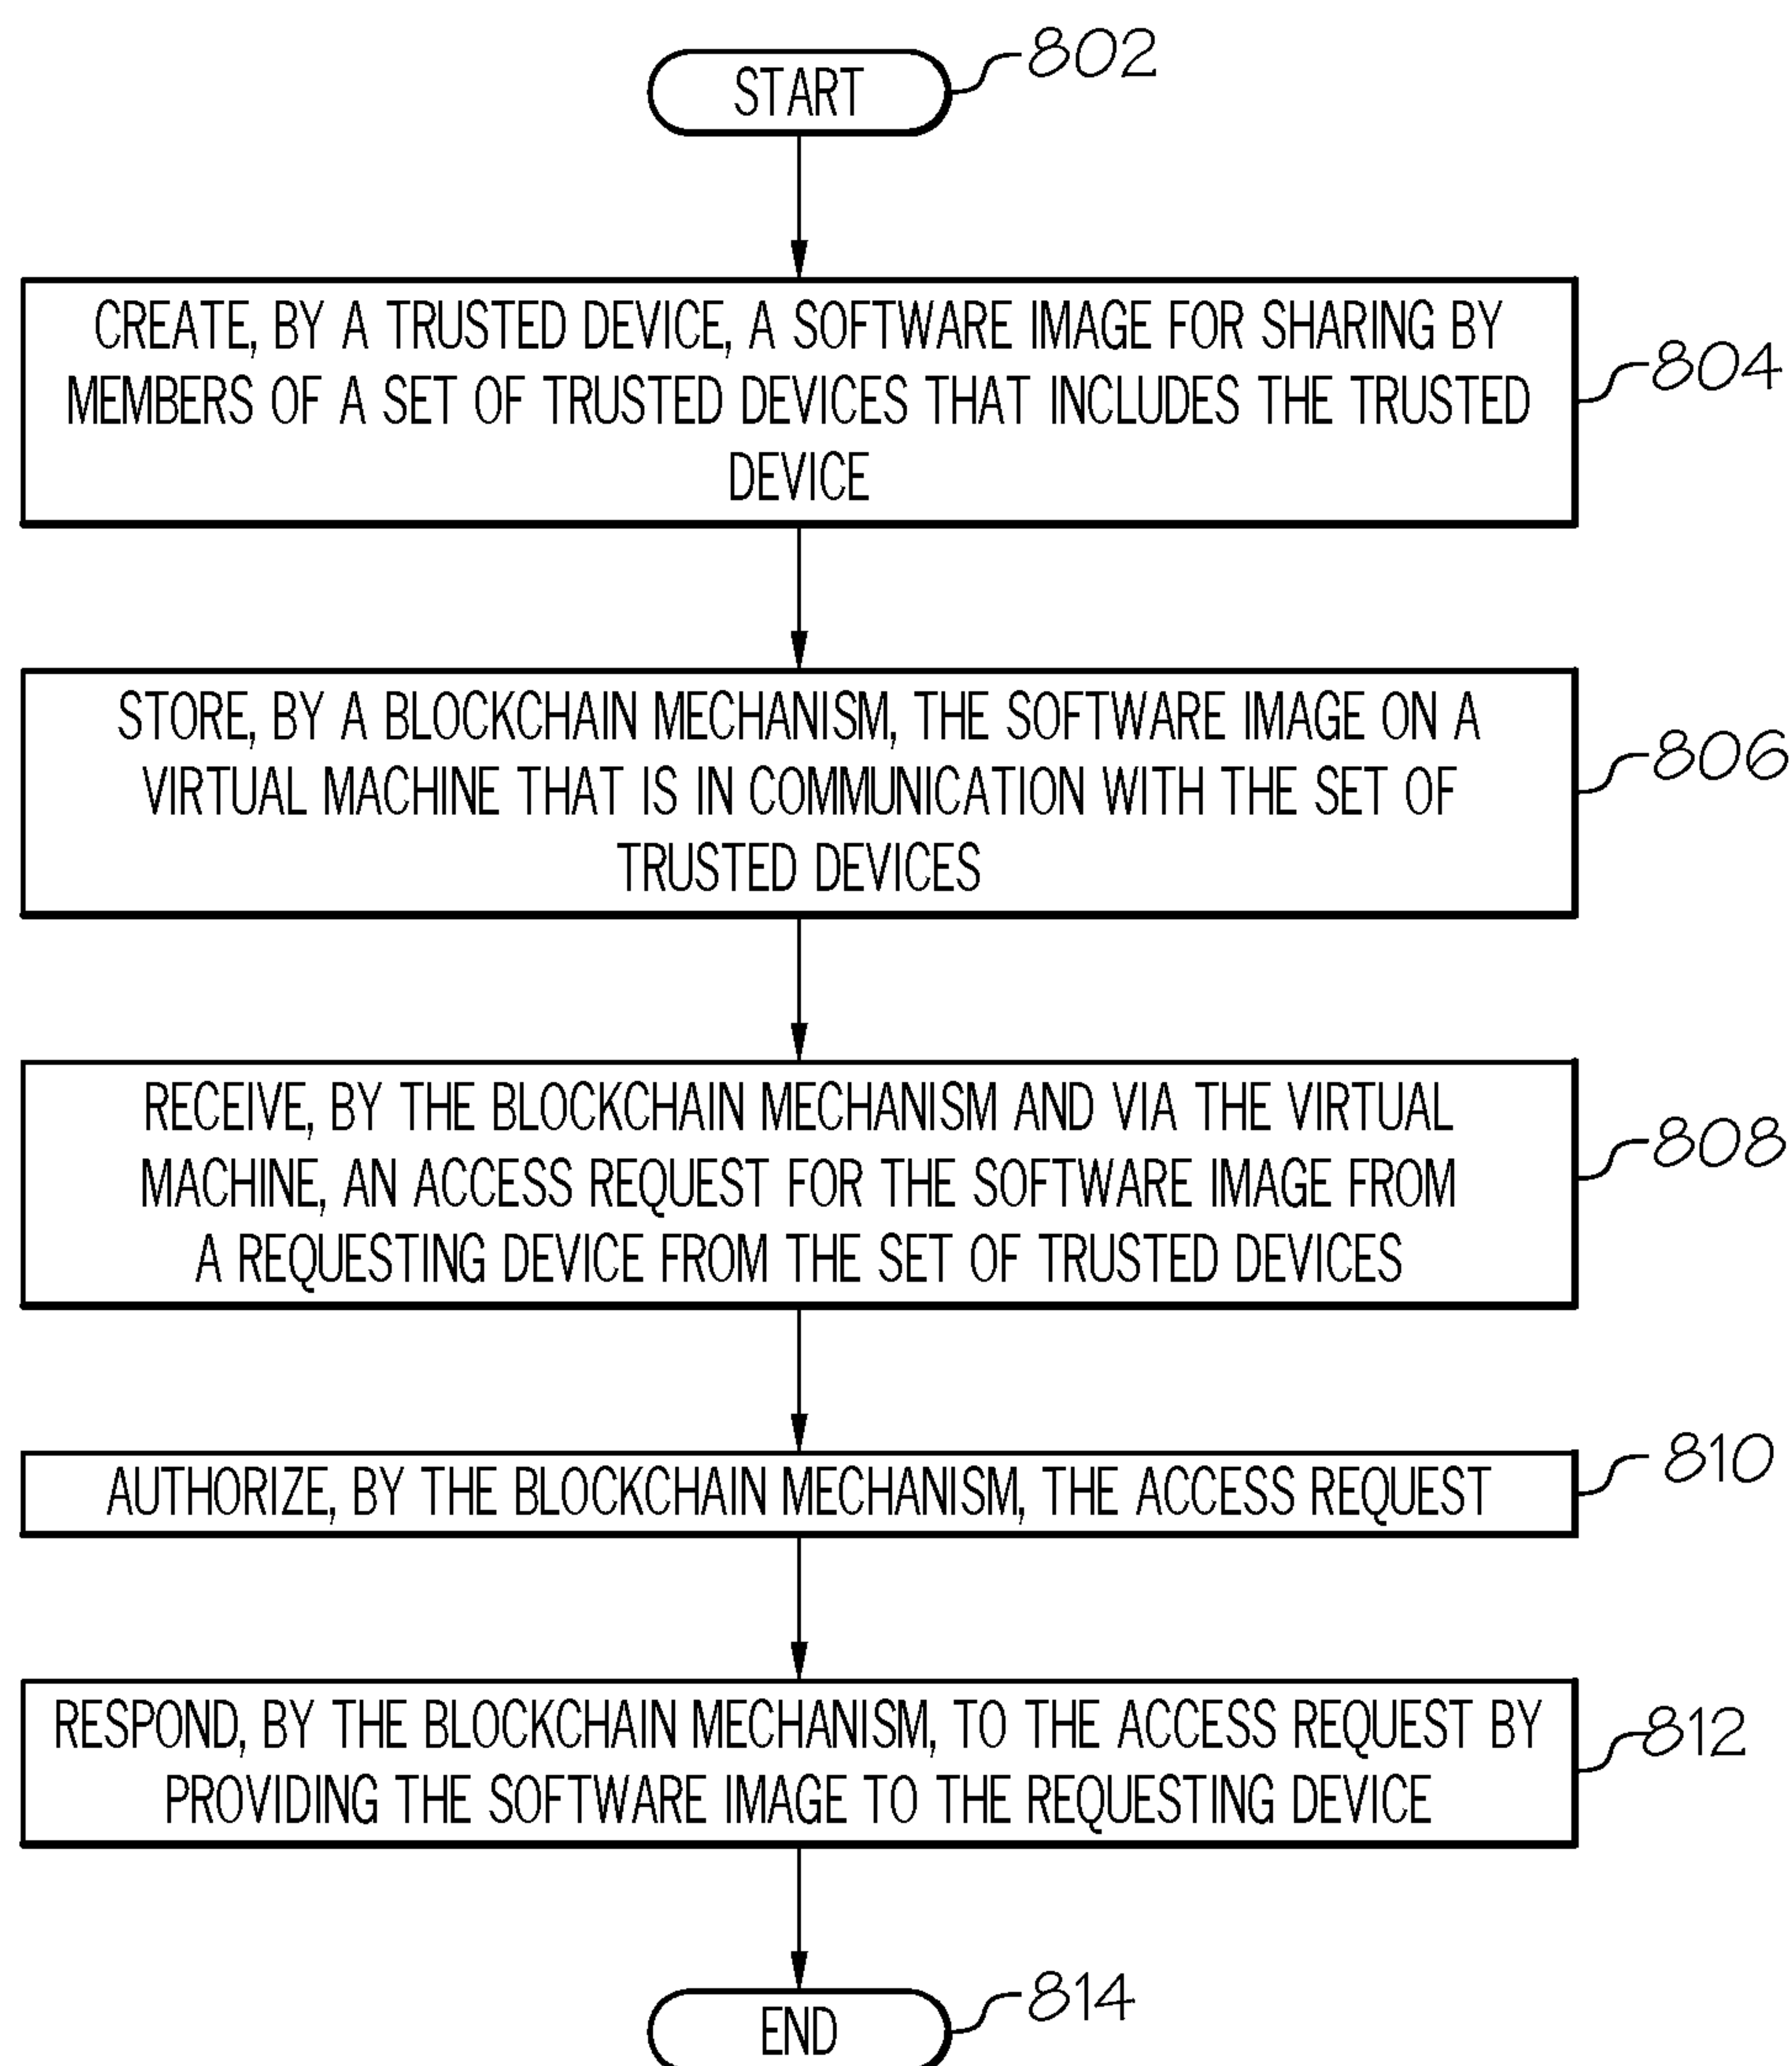 START
802
CREATE, BY A TRUSTED DEVICE, A SOFTWARE IMAGE FOR SHARING BY
MEMBERS OF A SET OF TRUSTED DEVICES THAT INCLUDES THE TRUSTED
DEVICE
804
STORE, BY A BLOCKCHAIN MECHANISM, THE SOFTWARE IMAGE ON A
VIRTUAL MACHINE THAT IS IN COMMUNICATION WITH THE SET OF
TRUSTED DEVICES
806
RECEIVE, BY THE BLOCKCHAIN MECHANISM AND VIA THE VIRTUAL
MACHINE, AN ACCESS REQUEST FOR THE SOFTWARE IMAGE FROM
A REQUESTING DEVICE FROM THE SET OF TRUSTED DEVICES
808
AUTHORIZE, BY THE BLOCKCHAIN MECHANISM, THE ACCESS REQUEST
810
RESPOND, BY THE BLOCKCHAIN MECHANISM, TO THE ACCESS REQUEST BY
PROVIDING THE SOFTWARE IMAGE TO THE REQUESTING DEVICE
812
END
814